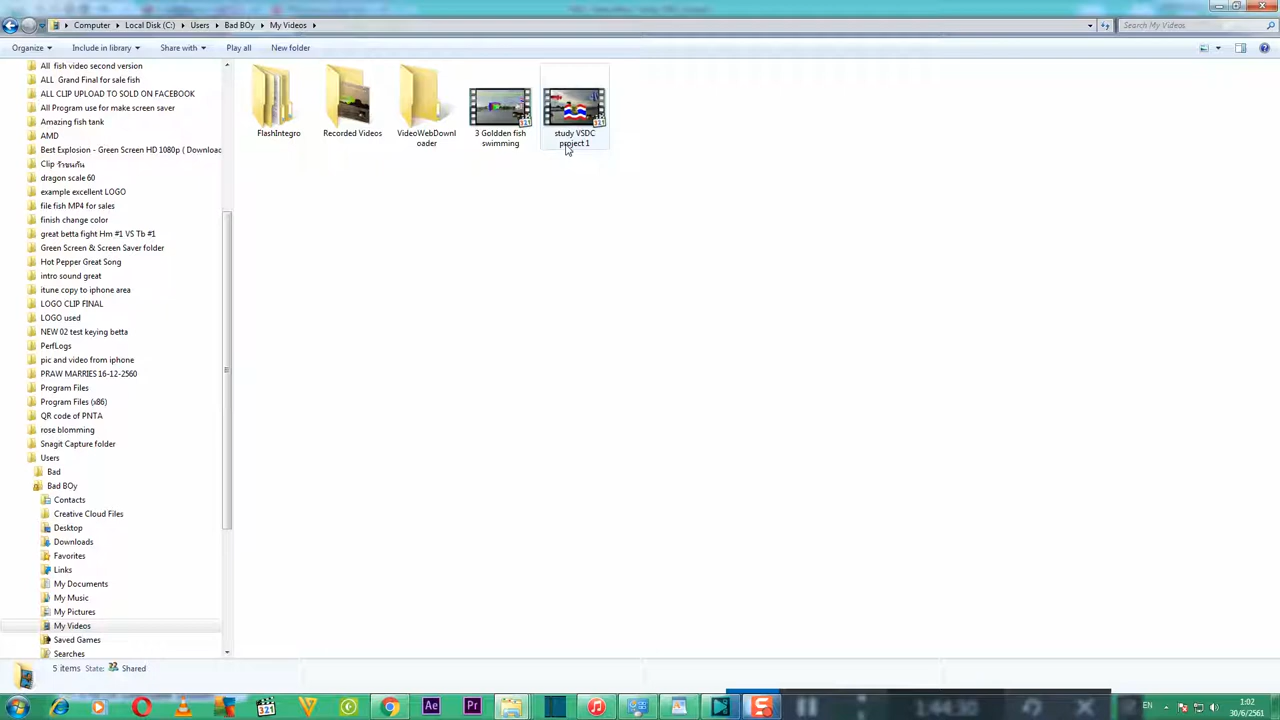 Computer ▸ Local Disk (C:) ▸ Users ▸ Bad BOy ▸ My Videos ▸
Search My Videos
Organize Include in library Share with Play all New folder
All fish video second version
ALL Grand Final for sale fish
ALL CLIP UPLOAD TO SOLD ON FACEBOOK
All Program use for make screen saver
Amazing fish tank
AMD
Best Explosion - Green Screen HD 1080p ( Download
Clip วัวชนกัน
dragon scale 60
example excellent LOGO
file fish MP4 for sales
finish change color
great betta fight Hm #1 VS Tb #1
Green Screen & Screen Saver folder
Hot Pepper Great Song
intro sound great
itune copy to iphone area
LOGO CLIP FINAL
LOGO used
NEW 02 test keying betta
PerfLogs
pic and video from iphone
PRAW MARRIES 16-12-2560
Program Files
Program Files (x86)
QR code of PNTA
rose blomming
Snagit Capture folder
Users
Bad
Bad BOy
Contacts
Creative Cloud Files
Desktop
Downloads
Favorites
Links
My Documents
My Music
My Pictures
My Videos
Saved Games
Searches
FlashIntegro
Recorded Videos
VideoWebDownl
oader
3 Goldden fish
swimming
study VSDC
project 1
5 items State: Shared
Ae
Pr
EN
1:02
30/6/2561